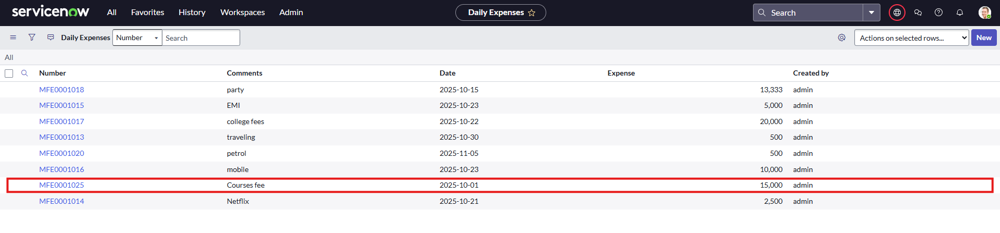 servicenow All Favorites History Workspaces Admin Daily Expenses Search
Daily Expenses Number Search Actions on selected rows... New
All
Number Comments Date Expense Created by
MFE0001018 party 2025-10-15 13,333 admin
MFE0001015 EMI 2025-10-23 5,000 admin
MFE0001017 college fees 2025-10-22 20,000 admin
MFE0001013 traveling 2025-10-30 500 admin
MFE0001020 petrol 2025-11-05 500 admin
MFE0001016 mobile 2025-10-23 10,000 admin
MFE0001025 Courses fee 2025-10-01 15,000 admin
MFE0001014 Netflix 2025-10-21 2,500 admin